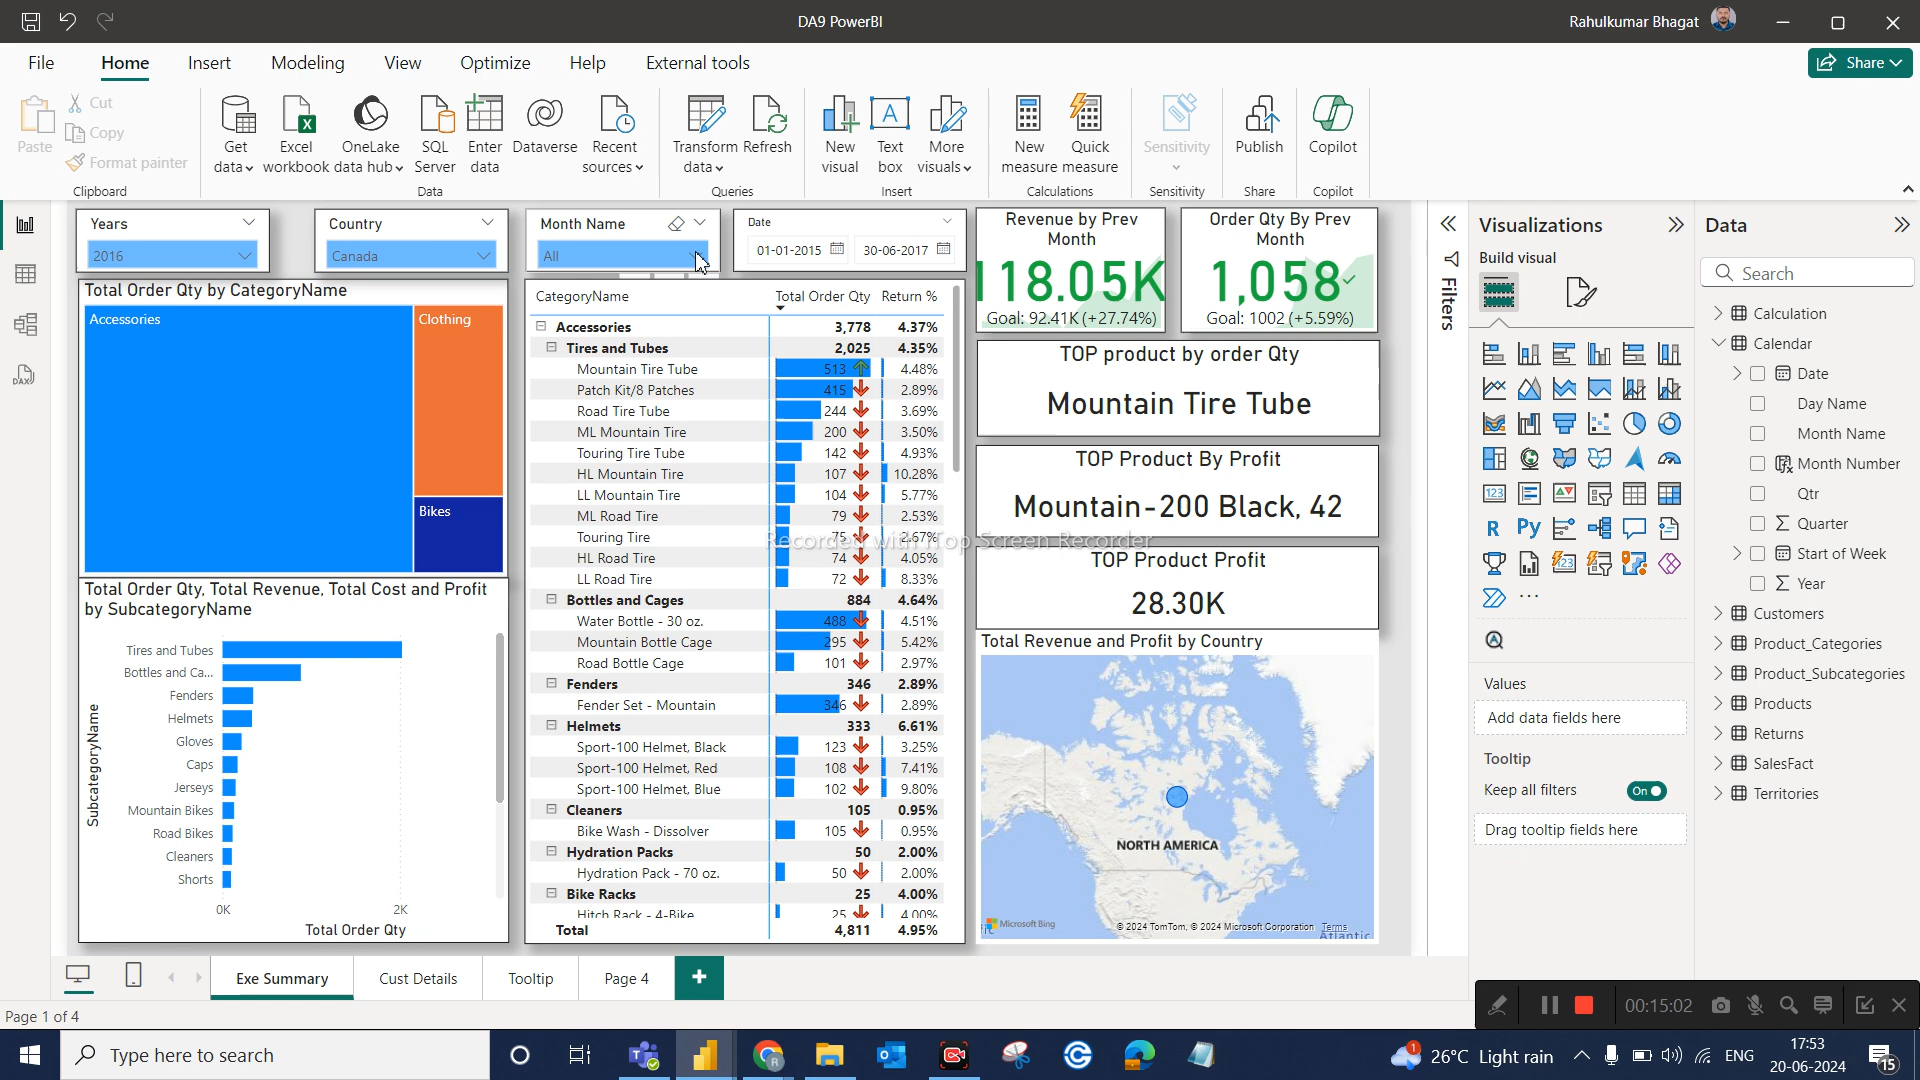 DA9 PowerBI
Rahulkumar Bhagat
File
Home
Insert
Modeling
View
Optimize
Help
External tools
Share
Paste
Cut
Copy
Format painter
Clipboard
Get data
Excel workbook
OneLake data hub
SQL Server
Enter data
Dataverse
Recent sources
Data
Transform data
Refresh
Queries
New visual
Text box
More visuals
Insert
New measure
Quick measure
Calculations
Sensitivity
Sensitivity
Publish
Share
Copilot
Copilot
Years
2016
Country
Canada
Month Name
All
Date
01-01-2015
30-06-2017
Revenue by Prev Month
118.05K
Goal: 92.41K (+27.74%)
Order Qty By Prev Month
1,058
Goal: 1002 (+5.59%)
Total Order Qty by CategoryName
Accessories
Clothing
Bikes
Total Order Qty, Total Revenue, Total Cost and Profit
by SubcategoryName
SubcategoryName
Tires and Tubes
Bottles and Ca...
Fenders
Helmets
Gloves
Caps
Jerseys
Mountain Bikes
Road Bikes
Cleaners
Shorts
0K
2K
Total Order Qty
CategoryName Total Order Qty Return %
Accessories 3,778 4.37%
Tires and Tubes 2,025 4.35%
Mountain Tire Tube 513 4.48%
Patch Kit/8 Patches 415 2.89%
Road Tire Tube 244 3.69%
ML Mountain Tire 200 3.50%
Touring Tire Tube 142 4.93%
HL Mountain Tire 107 10.28%
LL Mountain Tire 104 5.77%
ML Road Tire 79 2.53%
Touring Tire 75 2.67%
HL Road Tire 74 4.05%
LL Road Tire 72 8.33%
Bottles and Cages 884 4.64%
Water Bottle - 30 oz. 488 4.51%
Mountain Bottle Cage 295 5.42%
Road Bottle Cage 101 2.97%
Fenders 346 2.89%
Fender Set - Mountain 346 2.89%
Helmets 333 6.61%
Sport-100 Helmet, Black 123 3.25%
Sport-100 Helmet, Red 108 7.41%
Sport-100 Helmet, Blue 102 9.80%
Cleaners 105 0.95%
Bike Wash - Dissolver 105 0.95%
Hydration Packs 50 2.00%
Hydration Pack - 70 oz. 50 2.00%
Bike Racks 25 4.00%
Hitch Rack - 4-Bike 25 4.00%
Total 4,811 4.95%
Recorded with iTop Screen Recorder
TOP product by order Qty
Mountain Tire Tube
TOP Product By Profit
Mountain-200 Black, 42
TOP Product Profit
28.30K
Total Revenue and Profit by Country
NORTH AMERICA
Microsoft Bing
© 2024 TomTom, © 2024 Microsoft Corporation Terms
Atlantic
Filters
Visualizations
Build visual
R
Py
123
Values
Add data fields here
Tooltip
Keep all filters
On
Drag tooltip fields here
Data
Search
Calculation
Calendar
Date
Day Name
Month Name
Month Number
Qtr
Quarter
Start of Week
Year
Customers
Product_Categories
Product_Subcategories
Products
Returns
SalesFact
Territories
Exe Summary
Cust Details
Tooltip
Page 4
Page 1 of 4
00:15:02
Type here to search
26°C Light rain
ENG
17:53
20-06-2024
15